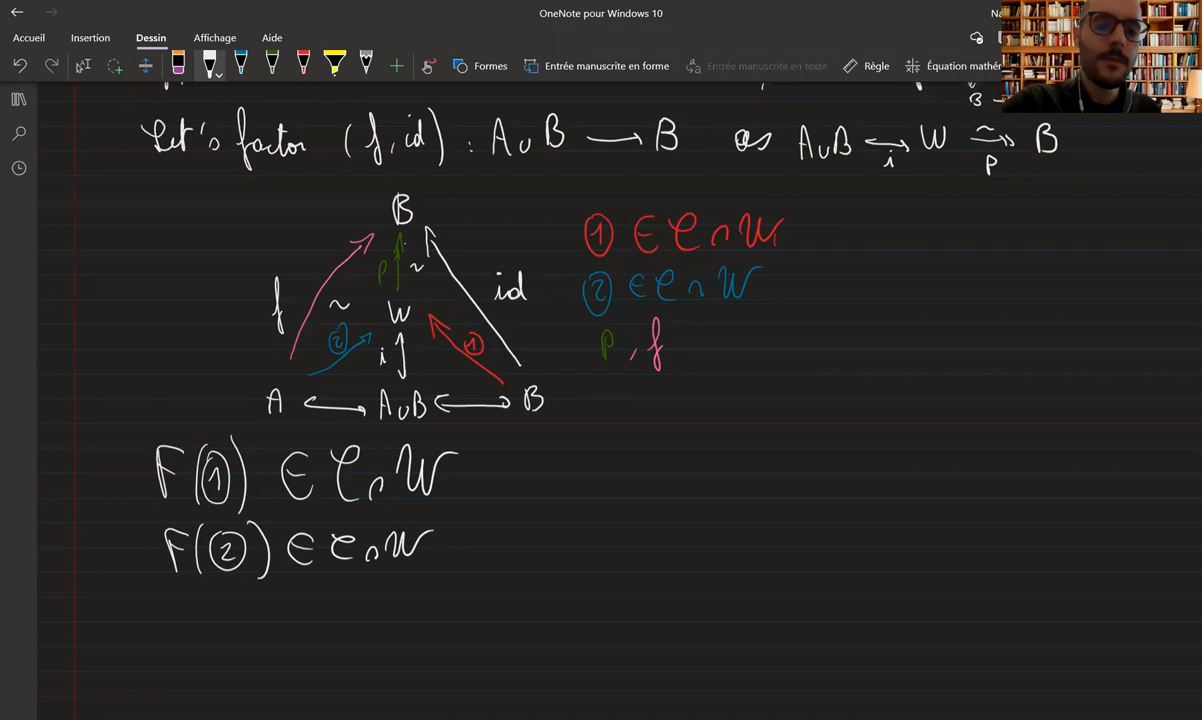 OneNote pour Windows 10
Na
Accueil Insertion Dessin Affichage Aide
Formes Entrée manuscrite en forme Entrée manuscrite en texte Règle Équation mathé
B
Let's factor (f, id) : A ∪ B → B as A∪B ↪ W ⥲ B
i p
B
① ∈ C ∩ W
p ~ id ② ∈ C ∩ W
f ~ W
② i ① p, f
A ↪ A∪B ↩ B
F(①) ∈ C ∩ W
F(②) ∈ C ∩ W